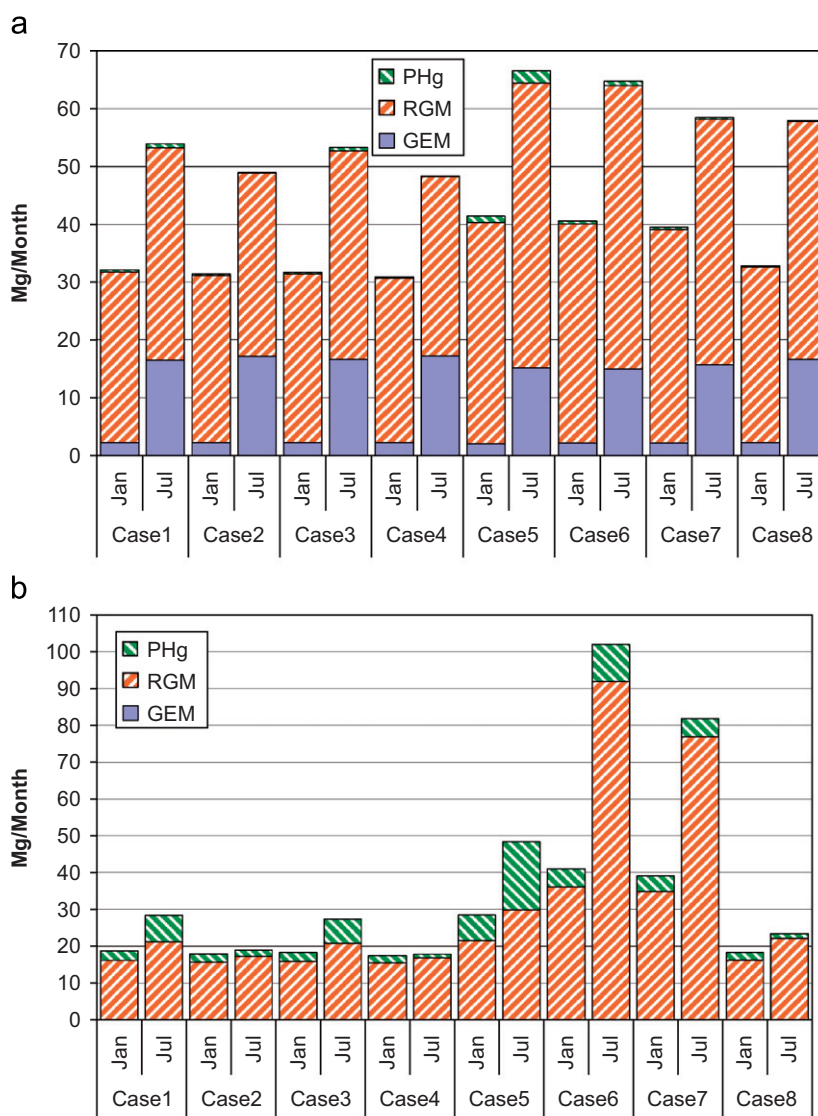 a
70
60
50
40
30
20
10
0
Mg/Month
PHg
RGM
GEM
Jan Jul Jan Jul Jan Jul Jan Jul Jan Jul Jan Jul Jan Jul Jan Jul
Case1 Case2 Case3 Case4 Case5 Case6 Case7 Case8
b
110
100
90
80
70
60
50
40
30
20
10
0
Mg/Month
PHg
RGM
GEM
Jan Jul Jan Jul Jan Jul Jan Jul Jan Jul Jan Jul Jan Jul Jan Jul
Case1 Case2 Case3 Case4 Case5 Case6 Case7 Case8